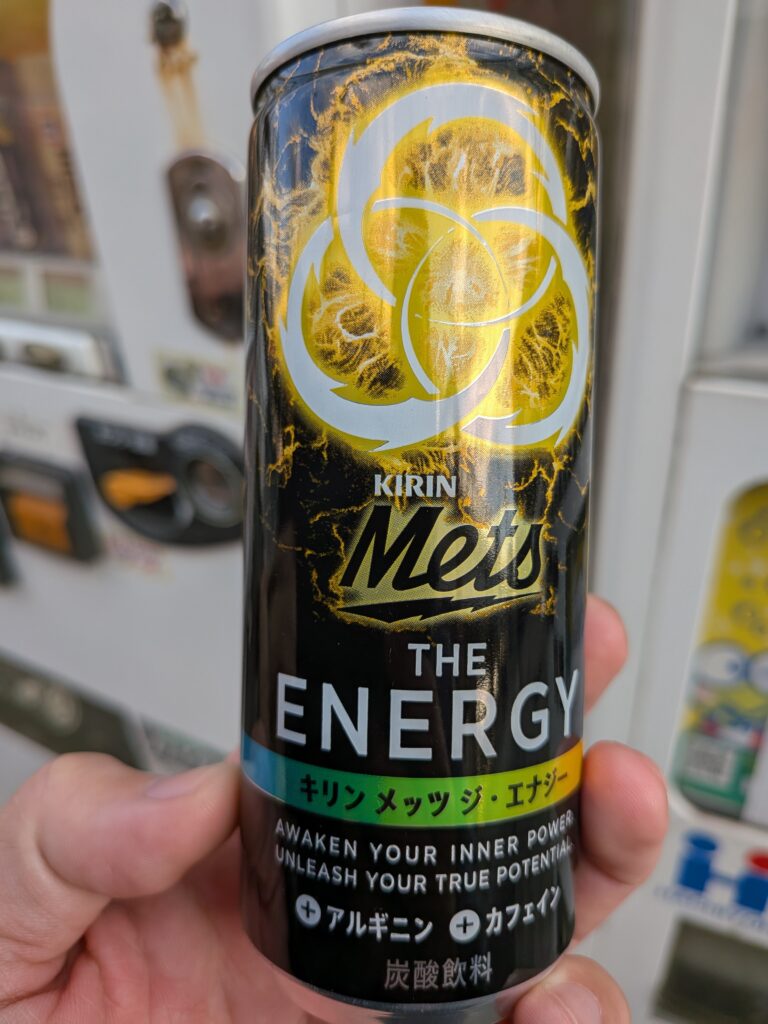 KIRIN
Mets
THE
ENERGY
キリン メッツ ジ・エナジー
AWAKEN YOUR INNER POWER.
UNLEASH YOUR TRUE POTENTIAL.
+アルギニン +カフェイン
炭酸飲料